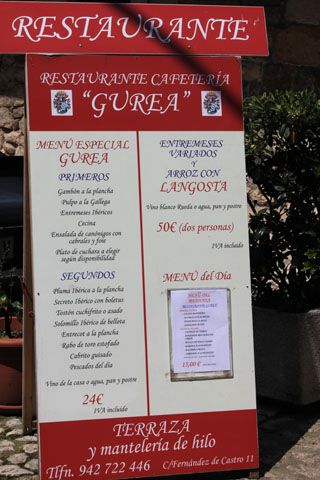 RESTAURANTE
RESTAURANTE CAFETERÍA
"GUREA"
MENÚ ESPECIAL
GUREA
PRIMEROS
Gambón a la plancha
Pulpo a la Gallega
Entremeses Ibéricos
Cecina
Ensalada de canónigos con
cabrales y foie
Plato de cuchara a elegir
según disponibilidad
SEGUNDOS
Pluma Ibérica a la plancha
Secreto Ibérico con boletus
Tostón cuchifrito o asado
Solomillo Ibérico de bellota
Entrecot a la plancha
Rabo de toro estofado
Cabrito guisado
Pescados del día
Vino de la casa o agua, pan y postre
24€
IVA incluido
ENTREMESES
VARIADOS
Y
ARROZ CON
LANGOSTA
Vino blanco Rueda o agua, pan y postre
50€ (dos personas)
IVA incluido
MENÚ del Día
MENÚ DEL
15,00 €
TERRAZA
y mantelería de hilo
Tlfn. 942 722 446
C/Fernández de Castro 11